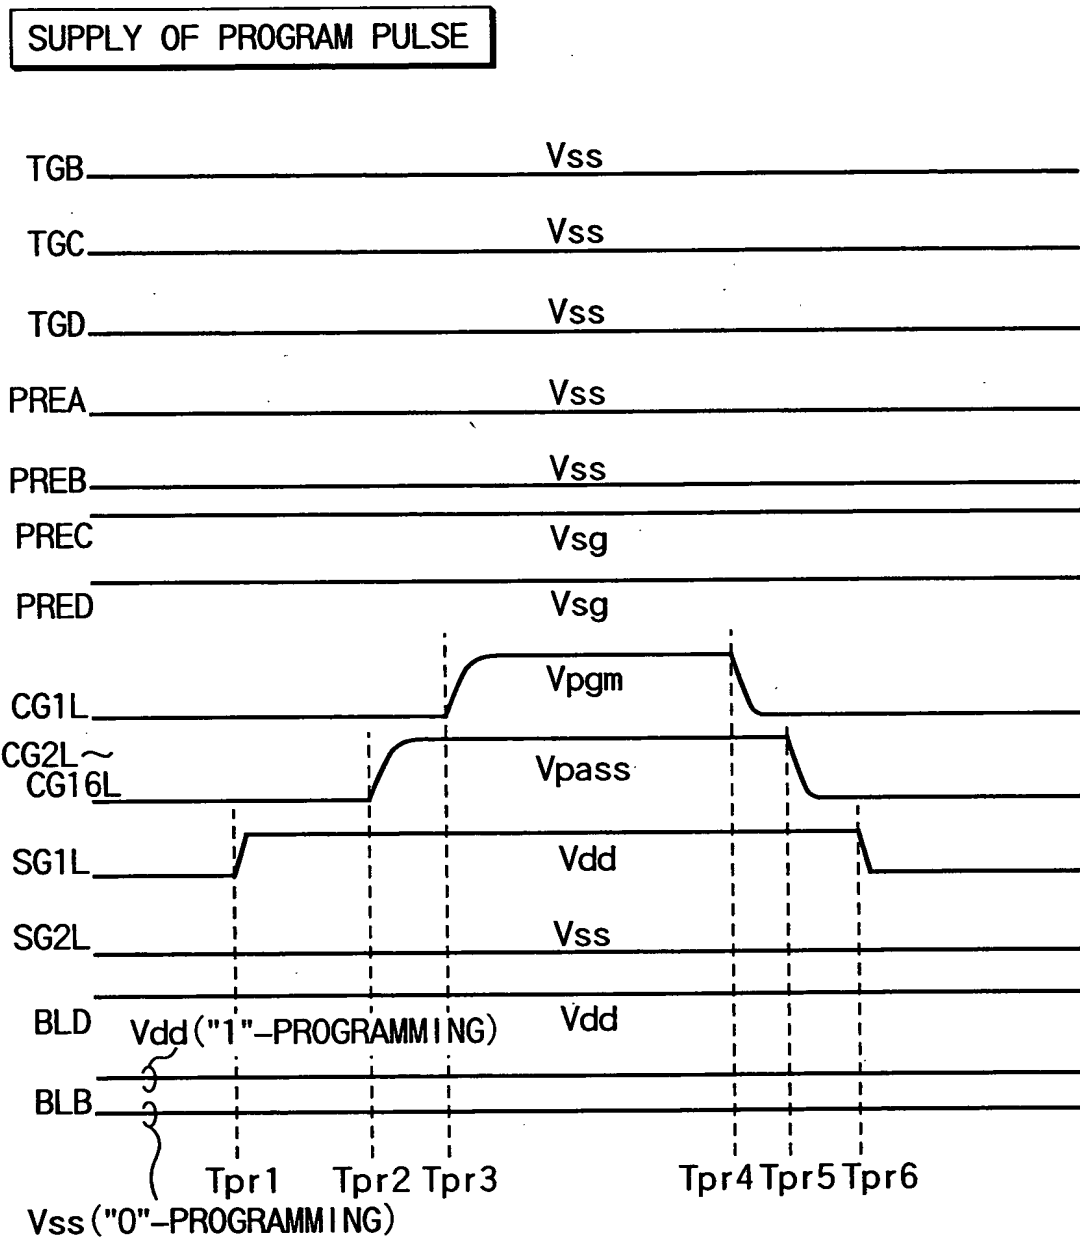 SUPPLY OF PROGRAM PULSE
TGB Vss
TGC Vss
TGD Vss
PREA Vss
PREB Vss
PREC Vsg
PRED Vsg
CG1L Vpgm
CG2L~
CG16L Vpass
SG1L Vdd
SG2L Vss
BLD Vdd
Vdd("1"-PROGRAMMING)
BLB
Tpr1 Tpr2 Tpr3 Tpr4 Tpr5 Tpr6
Vss("0"-PROGRAMMING)